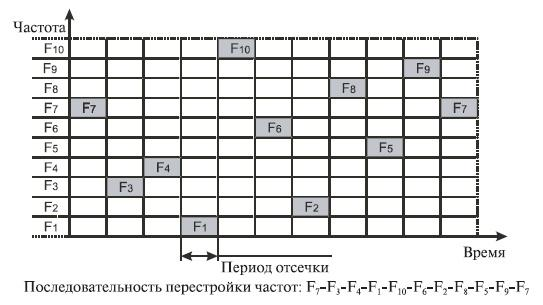 Частота
F10 F10
F9 F9
F8 F8
F7 F7 F7
F6 F6
F5 F5
F4 F4
F3 F3
F2 F2
F1 F1
Время
Период отсечки
Последовательность перестройки частот: F7-F3-F4-F1-F10-F6-F2-F8-F5-F9-F7